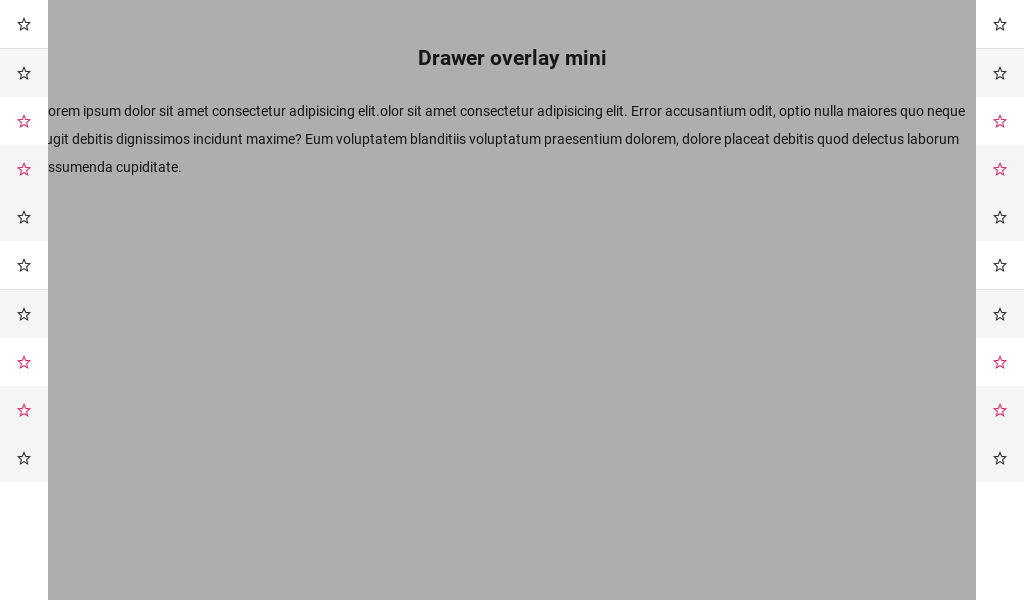 Drawer overlay mini
orem ipsum dolor sit amet consectetur adipisicing elit.olor sit amet consectetur adipisicing elit. Error accusantium odit, optio nulla maiores quo neque
ugit debitis dignissimos incidunt maxime? Eum voluptatem blanditiis voluptatum praesentium dolorem, dolore placeat debitis quod delectus laborum
ssumenda cupiditate.